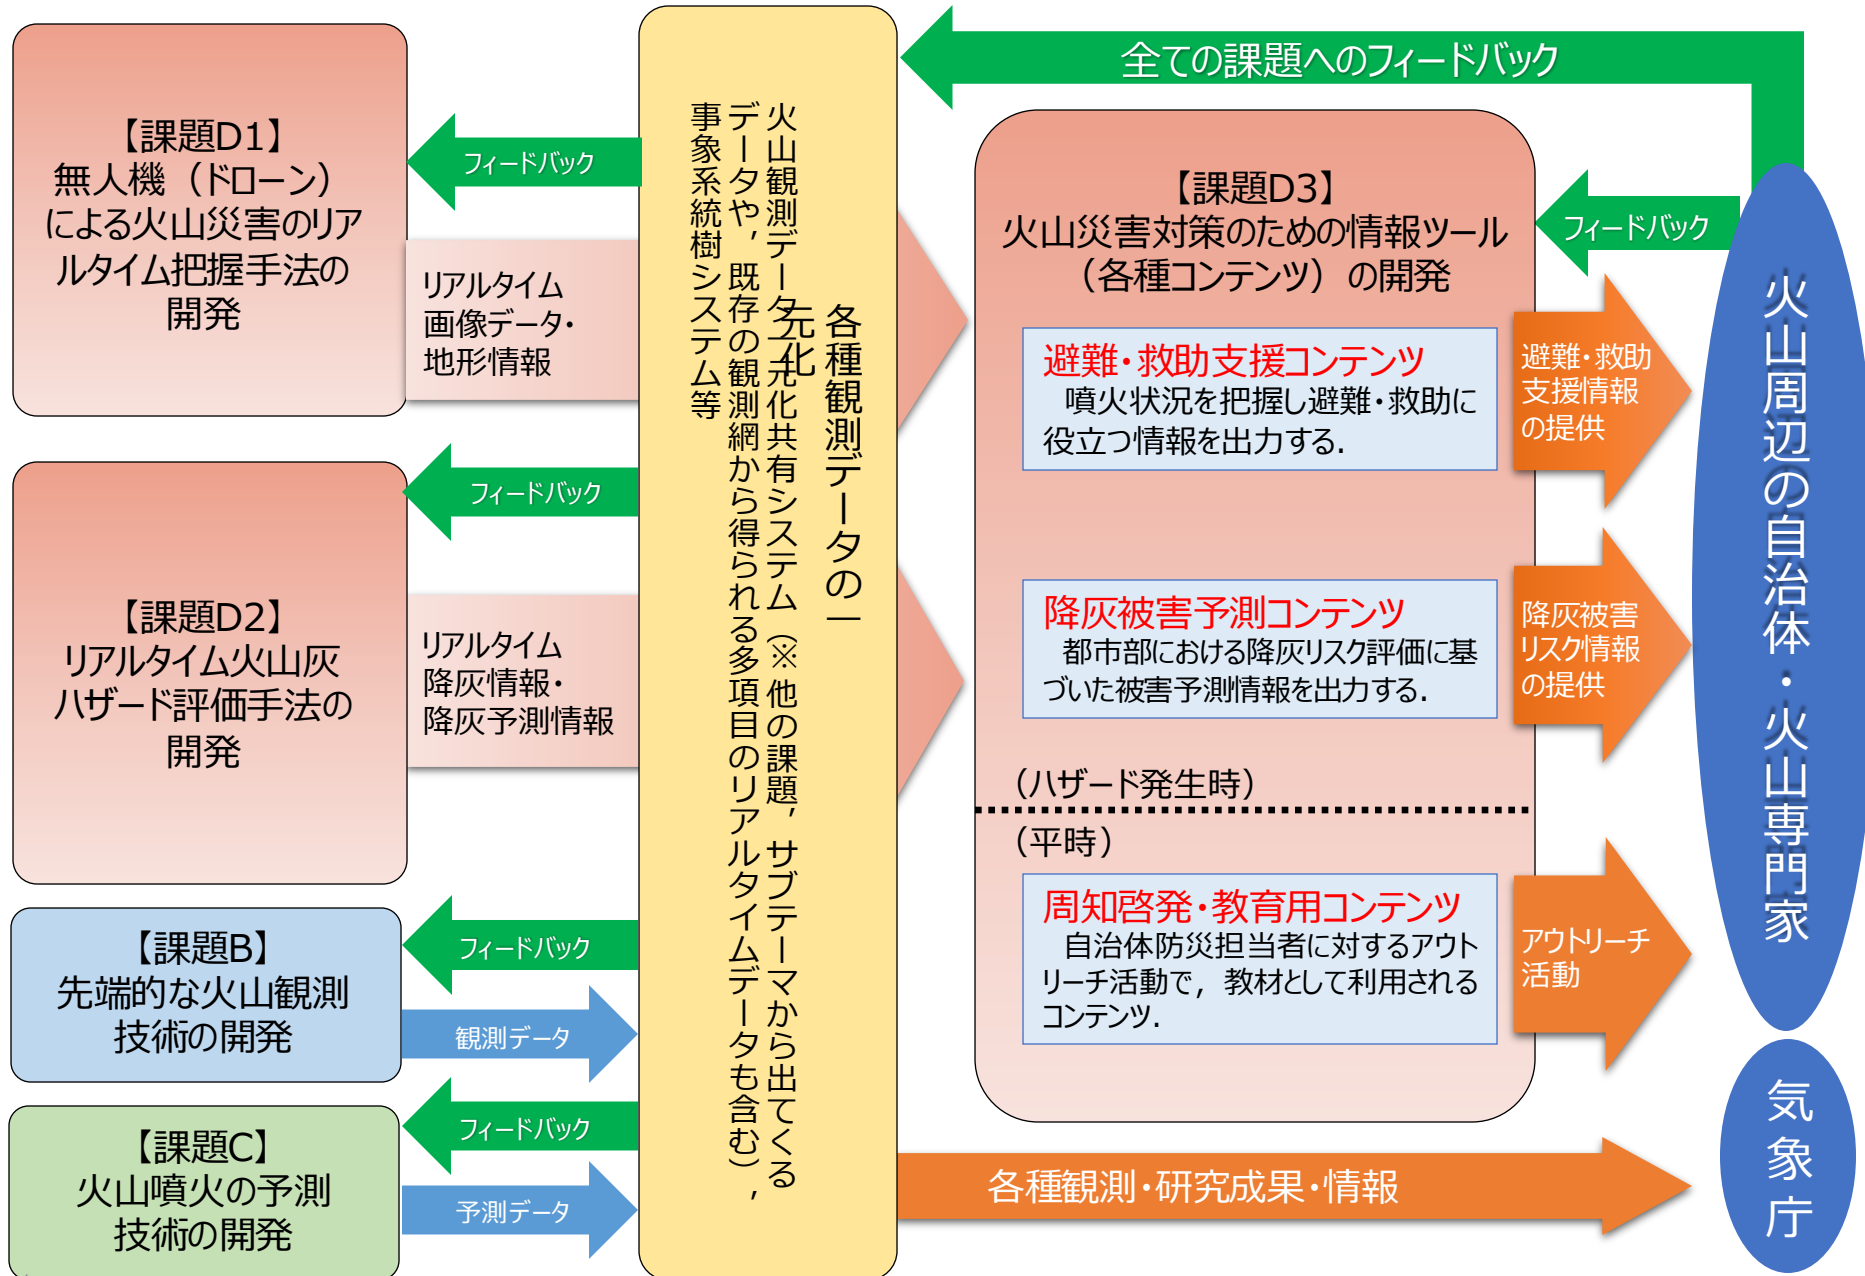 【課題D1】
無人機（ドローン）
による火山災害のリア
ルタイム把握手法の
開発
フィードバック
リアルタイム
画像データ・
地形情報
【課題D2】
リアルタイム火山灰
ハザード評価手法の
開発
フィードバック
リアルタイム
降灰情報・
降灰予測情報
【課題B】
先端的な火山観測
技術の開発
フィードバック
観測データ
【課題C】
火山噴火の予測
技術の開発
フィードバック
予測データ
各種観測データの一
元化
火山観測データ一元化共有システム（※他の課題，サブテーマから出てくる
データや，既存の観測網から得られる多項目のリアルタイムデータも含む），
事象系統樹システム等
全ての課題へのフィードバック
【課題D3】
火山災害対策のための情報ツール
（各種コンテンツ）の開発
フィードバック
避難・救助支援コンテンツ
噴火状況を把握し避難・救助に
役立つ情報を出力する．
避難・救助
支援情報
の提供
降灰被害予測コンテンツ
都市部における降灰リスク評価に基
づいた被害予測情報を出力する．
降灰被害
リスク情報
の提供
（ハザード発生時）
（平時）
周知啓発・教育用コンテンツ
自治体防災担当者に対するアウト
リーチ活動で，教材として利用される
コンテンツ．
アウトリーチ
活動
各種観測・研究成果・情報
火山周辺の自治体・火山専門家
気象庁